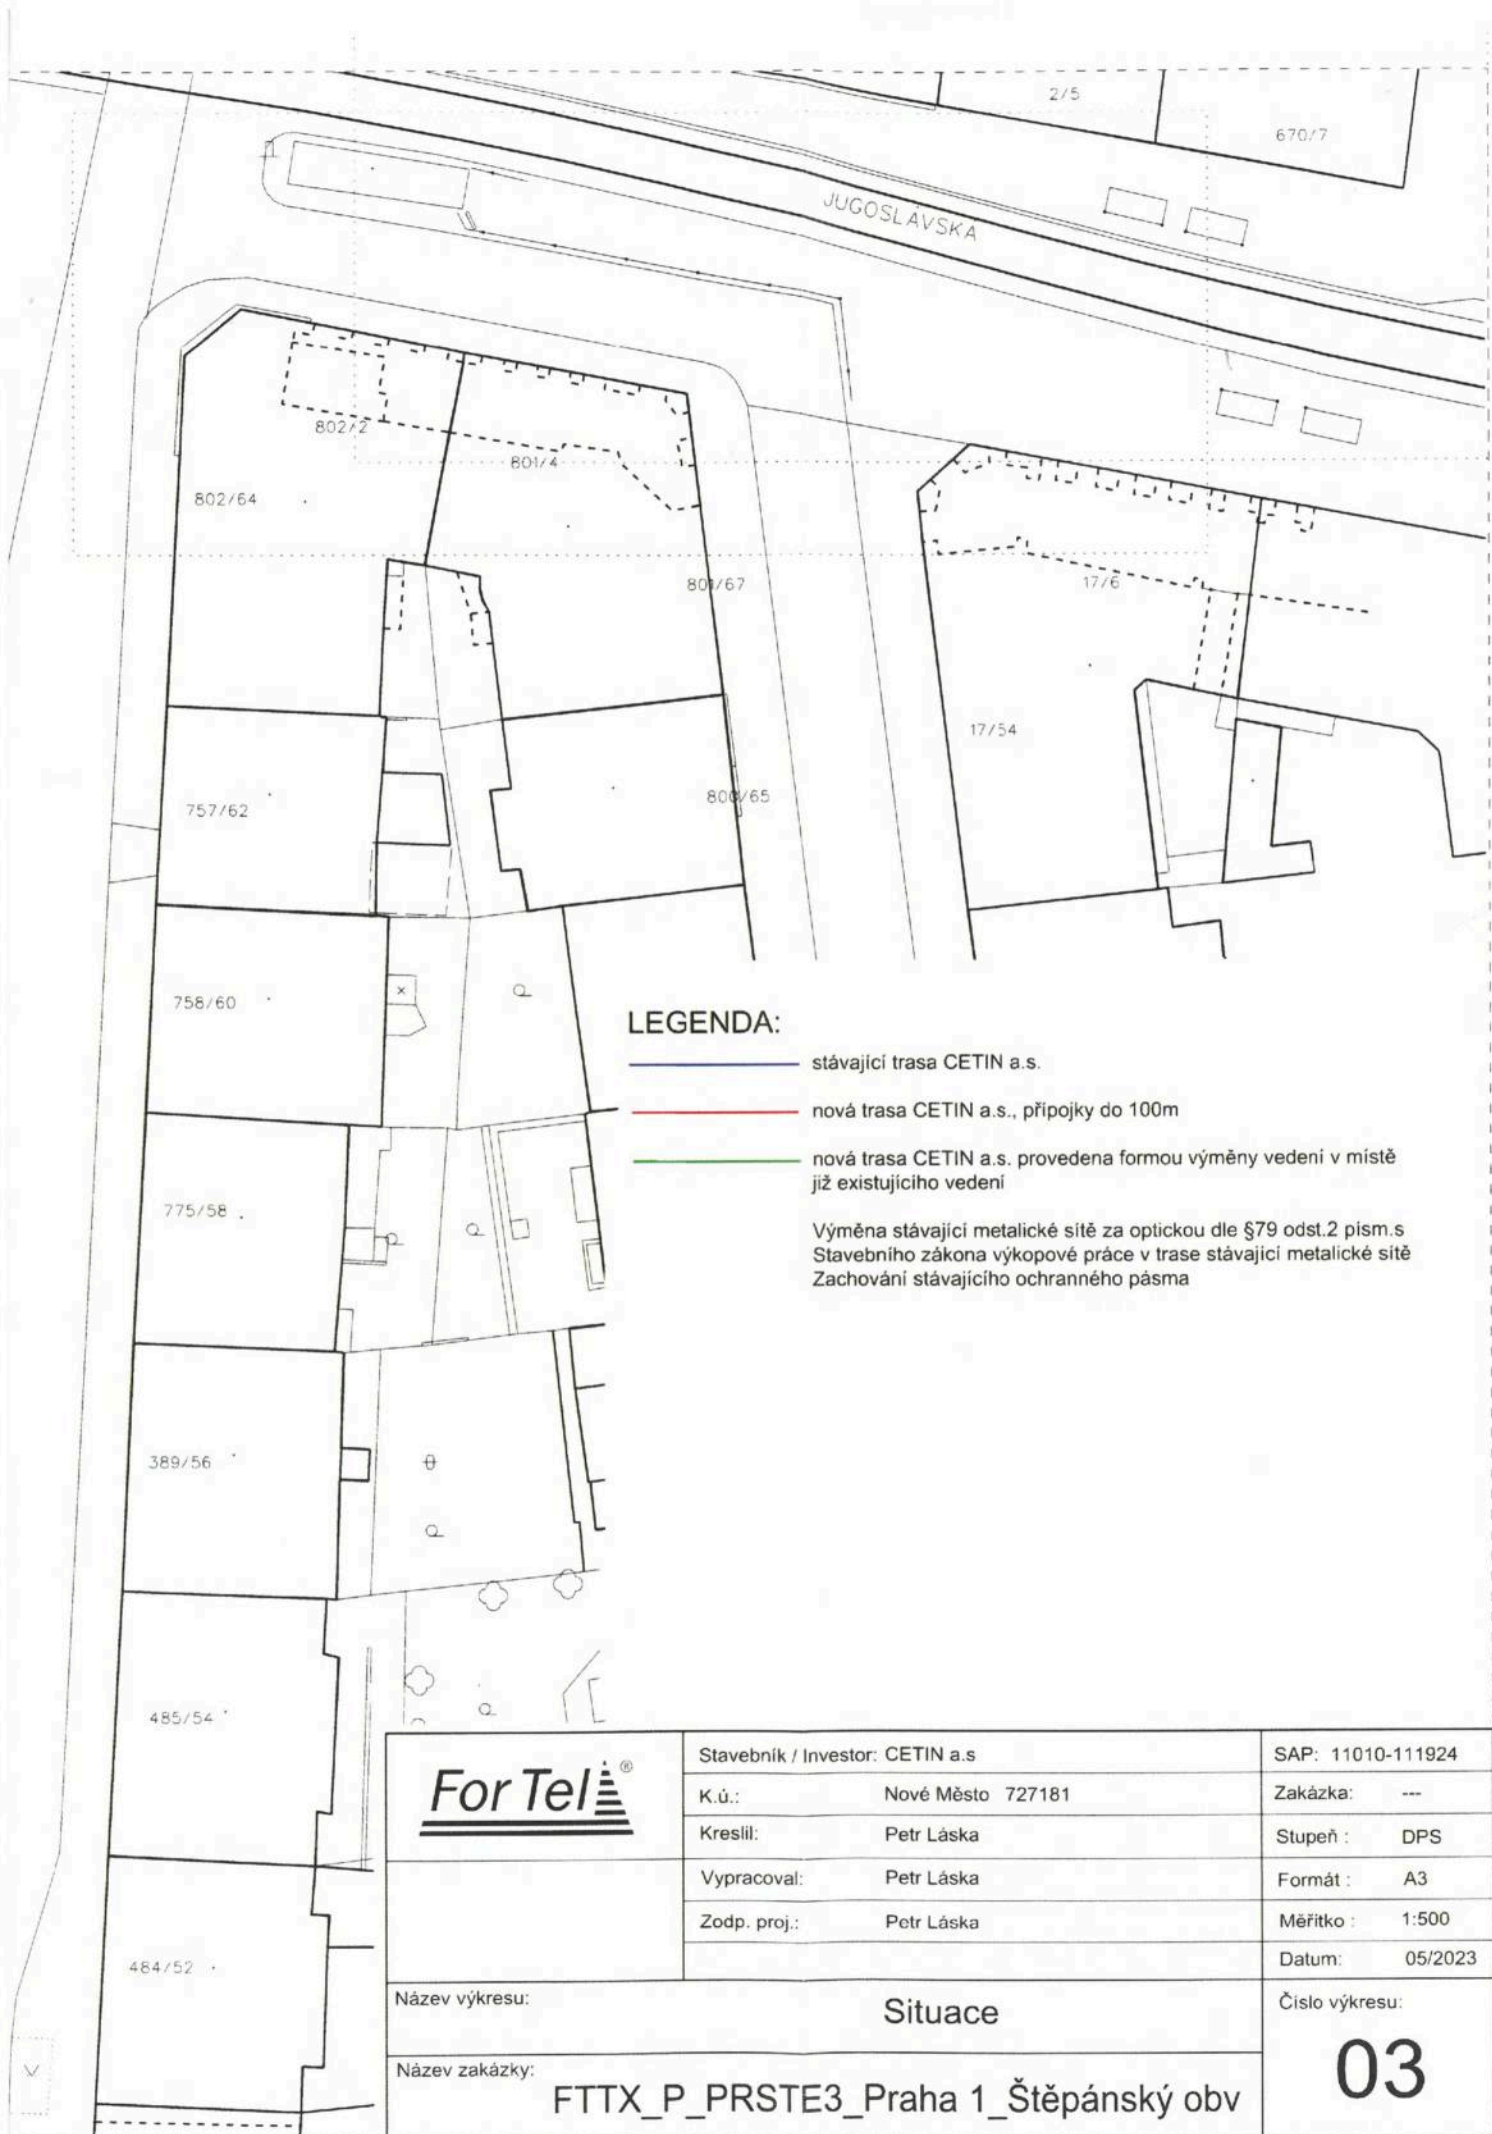 2/5
670/7
JUGOSLÁVSKA
802/2
801/4
802/64
801/67
17/6
17/54
757/62
800/65
758/60
LEGENDA:
stávající trasa CETIN a.s.
nová trasa CETIN a.s., přípojky do 100m
nová trasa CETIN a.s. provedena formou výměny vedení v místě
již existujícího vedení
775/58
Výměna stávající metalické sítě za optickou dle §79 odst.2 pism.s
Stavebního zákona výkopové práce v trase stávající metalické sítě
Zachování stávajícího ochranného pásma
389/56
485/54
484/52
For Tel ®
Stavebník / Investor: CETIN a.s
SAP: 11010-111924
K.ú.: Nové Město 727181
Zakázka: ---
Kreslil: Petr Láska
Stupeň : DPS
Vypracoval: Petr Láska
Formát : A3
Zodp. proj.: Petr Láska
Měřítko : 1:500
Datum: 05/2023
Název výkresu:
Situace
Číslo výkresu:
03
Název zakázky:
FTTX_P_PRSTE3_Praha 1_Štěpánský obv